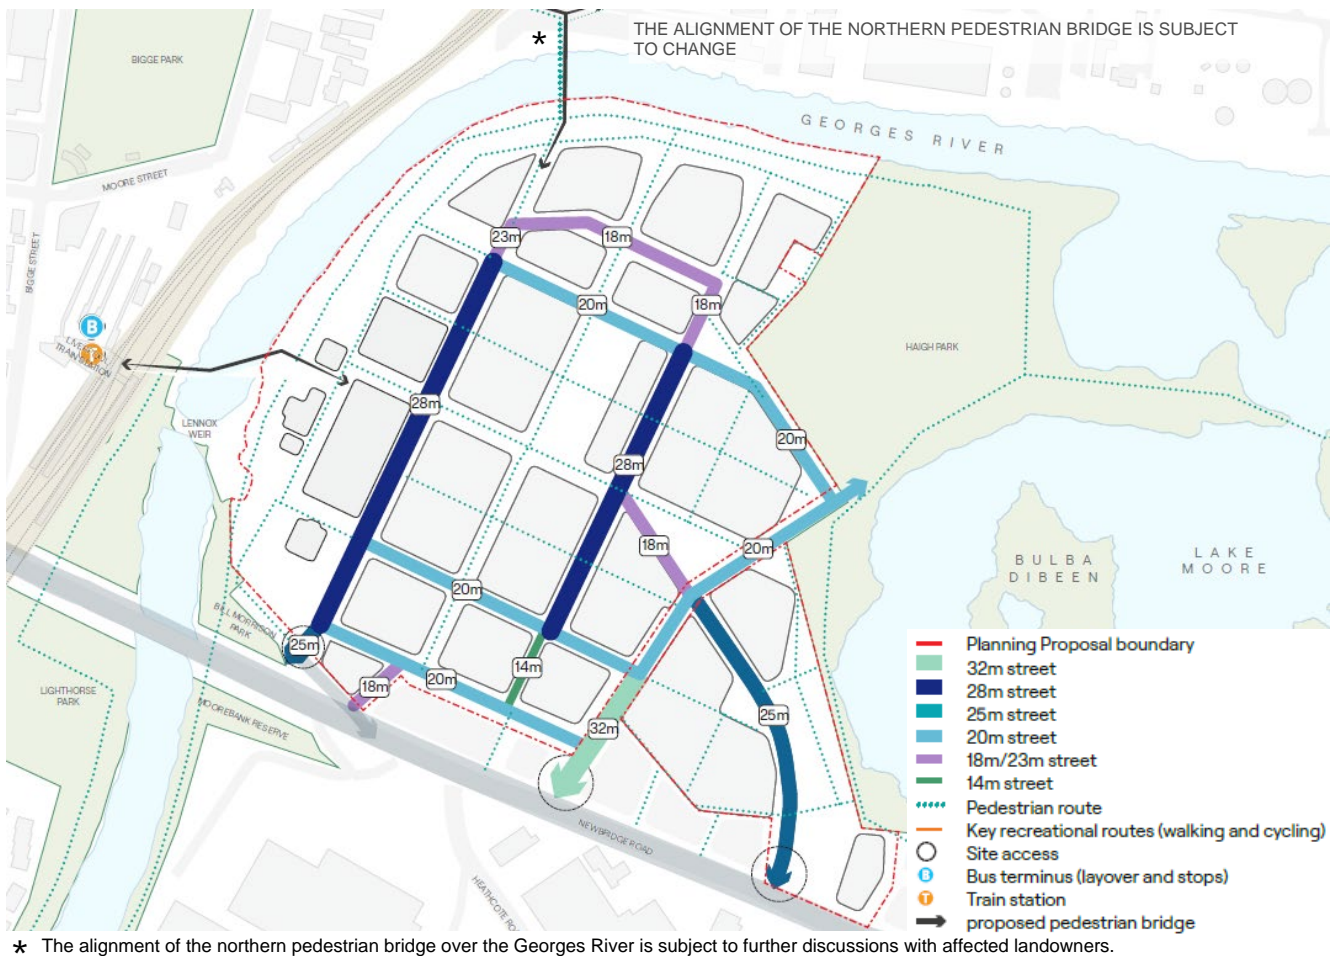 *
THE ALIGNMENT OF THE NORTHERN PEDESTRIAN BRIDGE IS SUBJECT
TO CHANGE
BIGGE PARK
GEORGES RIVER
MOORE STREET
BIGGE STREET
23m
18m
20m
18m
B
T
TRAIN STATION
HAIGH PARK
28m
LENNOX
WEIR
20m
28m
18m
20m
BULBA
DIBEEN
LAKE
MOORE
20m
BILL MORRISON
PARK
25m
14m
20m
18m
LIGHTHORSE
PARK
MOOREBANK RESERVE
25m
32m
NEWBRIDGE ROAD
HEATHCOTE RO
Planning Proposal boundary
32m street
28m street
25m street
20m street
18m/23m street
14m street
Pedestrian route
Key recreational routes (walking and cycling)
Site access
B Bus terminus (layover and stops)
T Train station
proposed pedestrian bridge
* The alignment of the northern pedestrian bridge over the Georges River is subject to further discussions with affected landowners.